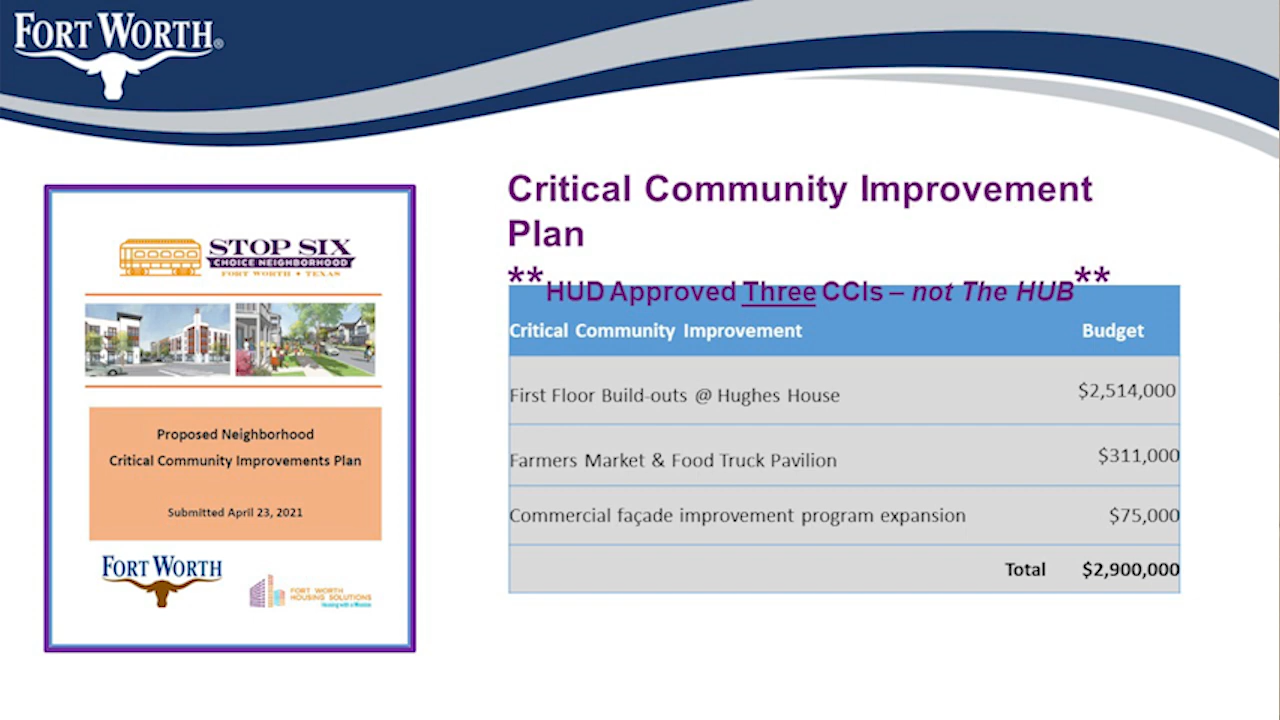 FORT WORTH®
STOP SIX
CHOICE NEIGHBORHOOD
FORT WORTH • TEXAS
Proposed Neighborhood
Critical Community Improvements Plan
Submitted April 23, 2021
FORT WORTH
FORT WORTH
HOUSING SOLUTIONS
Housing with a Mission
Critical Community Improvement
Plan
**HUD Approved Three CCIs – not The HUB**
Critical Community Improvement Budget
First Floor Build-outs @ Hughes House $2,514,000
Farmers Market & Food Truck Pavilion $311,000
Commercial façade improvement program expansion $75,000
Total $2,900,000